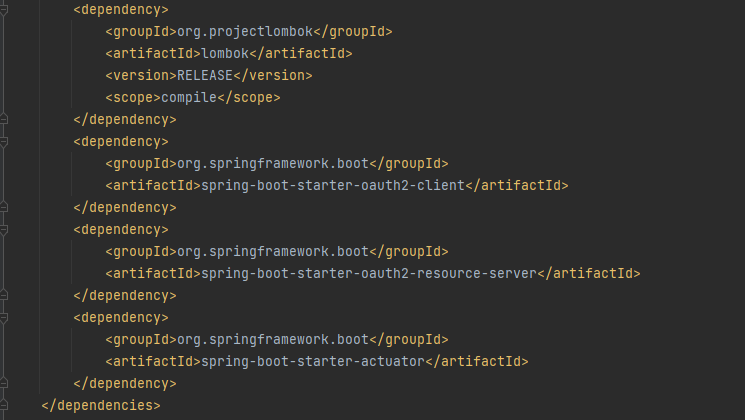 <dependency>
<groupId>org.projectlombok</groupId>
<artifactId>lombok</artifactId>
<version>RELEASE</version>
<scope>compile</scope>
</dependency>
<dependency>
<groupId>org.springframework.boot</groupId>
<artifactId>spring-boot-starter-oauth2-client</artifactId>
</dependency>
<dependency>
<groupId>org.springframework.boot</groupId>
<artifactId>spring-boot-starter-oauth2-resource-server</artifactId>
</dependency>
<dependency>
<groupId>org.springframework.boot</groupId>
<artifactId>spring-boot-starter-actuator</artifactId>
</dependency>
</dependencies>